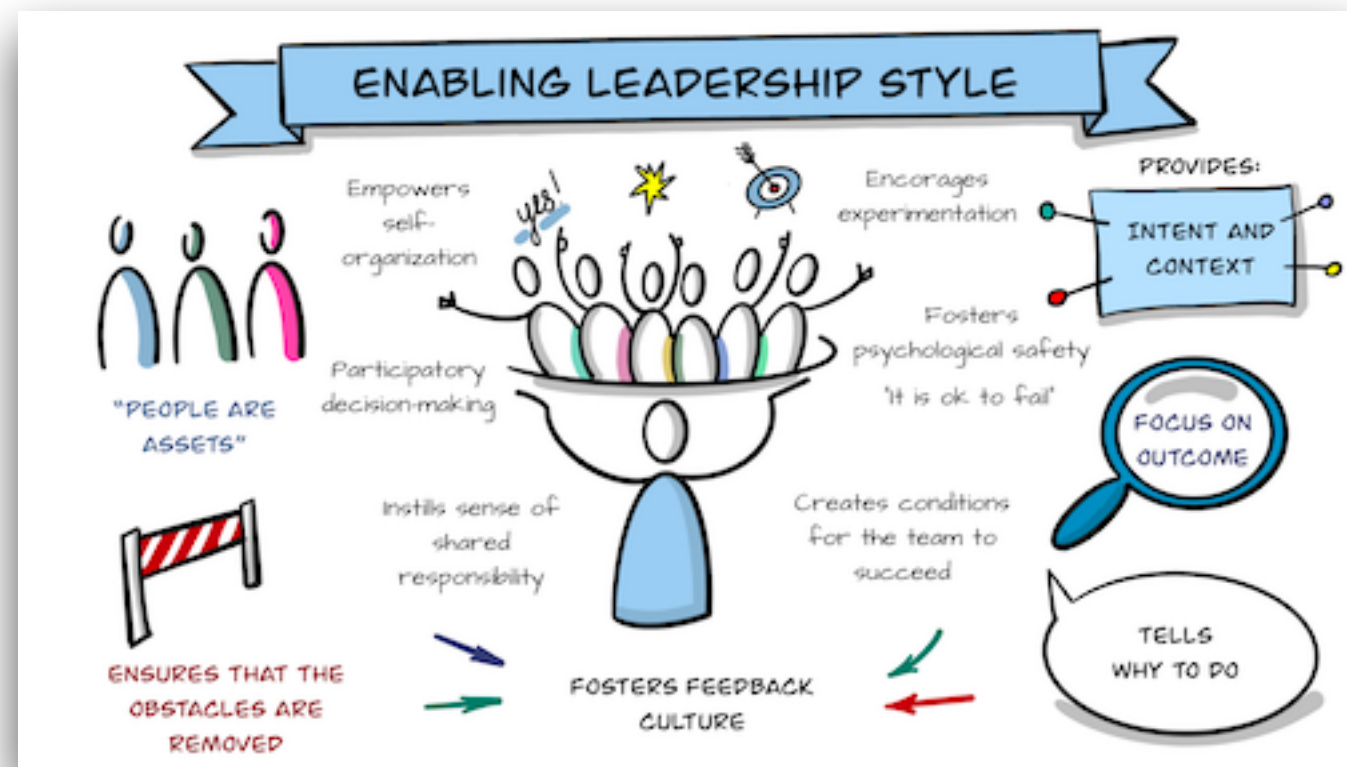 ENABLING LEADERSHIP STYLE
Empowers
self-
organization
yes!
Encorages
experimentation
PROVIDES:
INTENT AND
CONTEXT
"PEOPLE ARE
ASSETS"
Participatory
decision-making
Fosters
psychological safety
'It is ok to fail'
FOCUS ON
OUTCOME
Instills sense of
shared
responsibility
Creates conditions
for the team to
succeed
ENSURES THAT THE
OBSTACLES ARE
REMOVED
FOSTERS FEEDBACK
CULTURE
TELLS
WHY TO DO